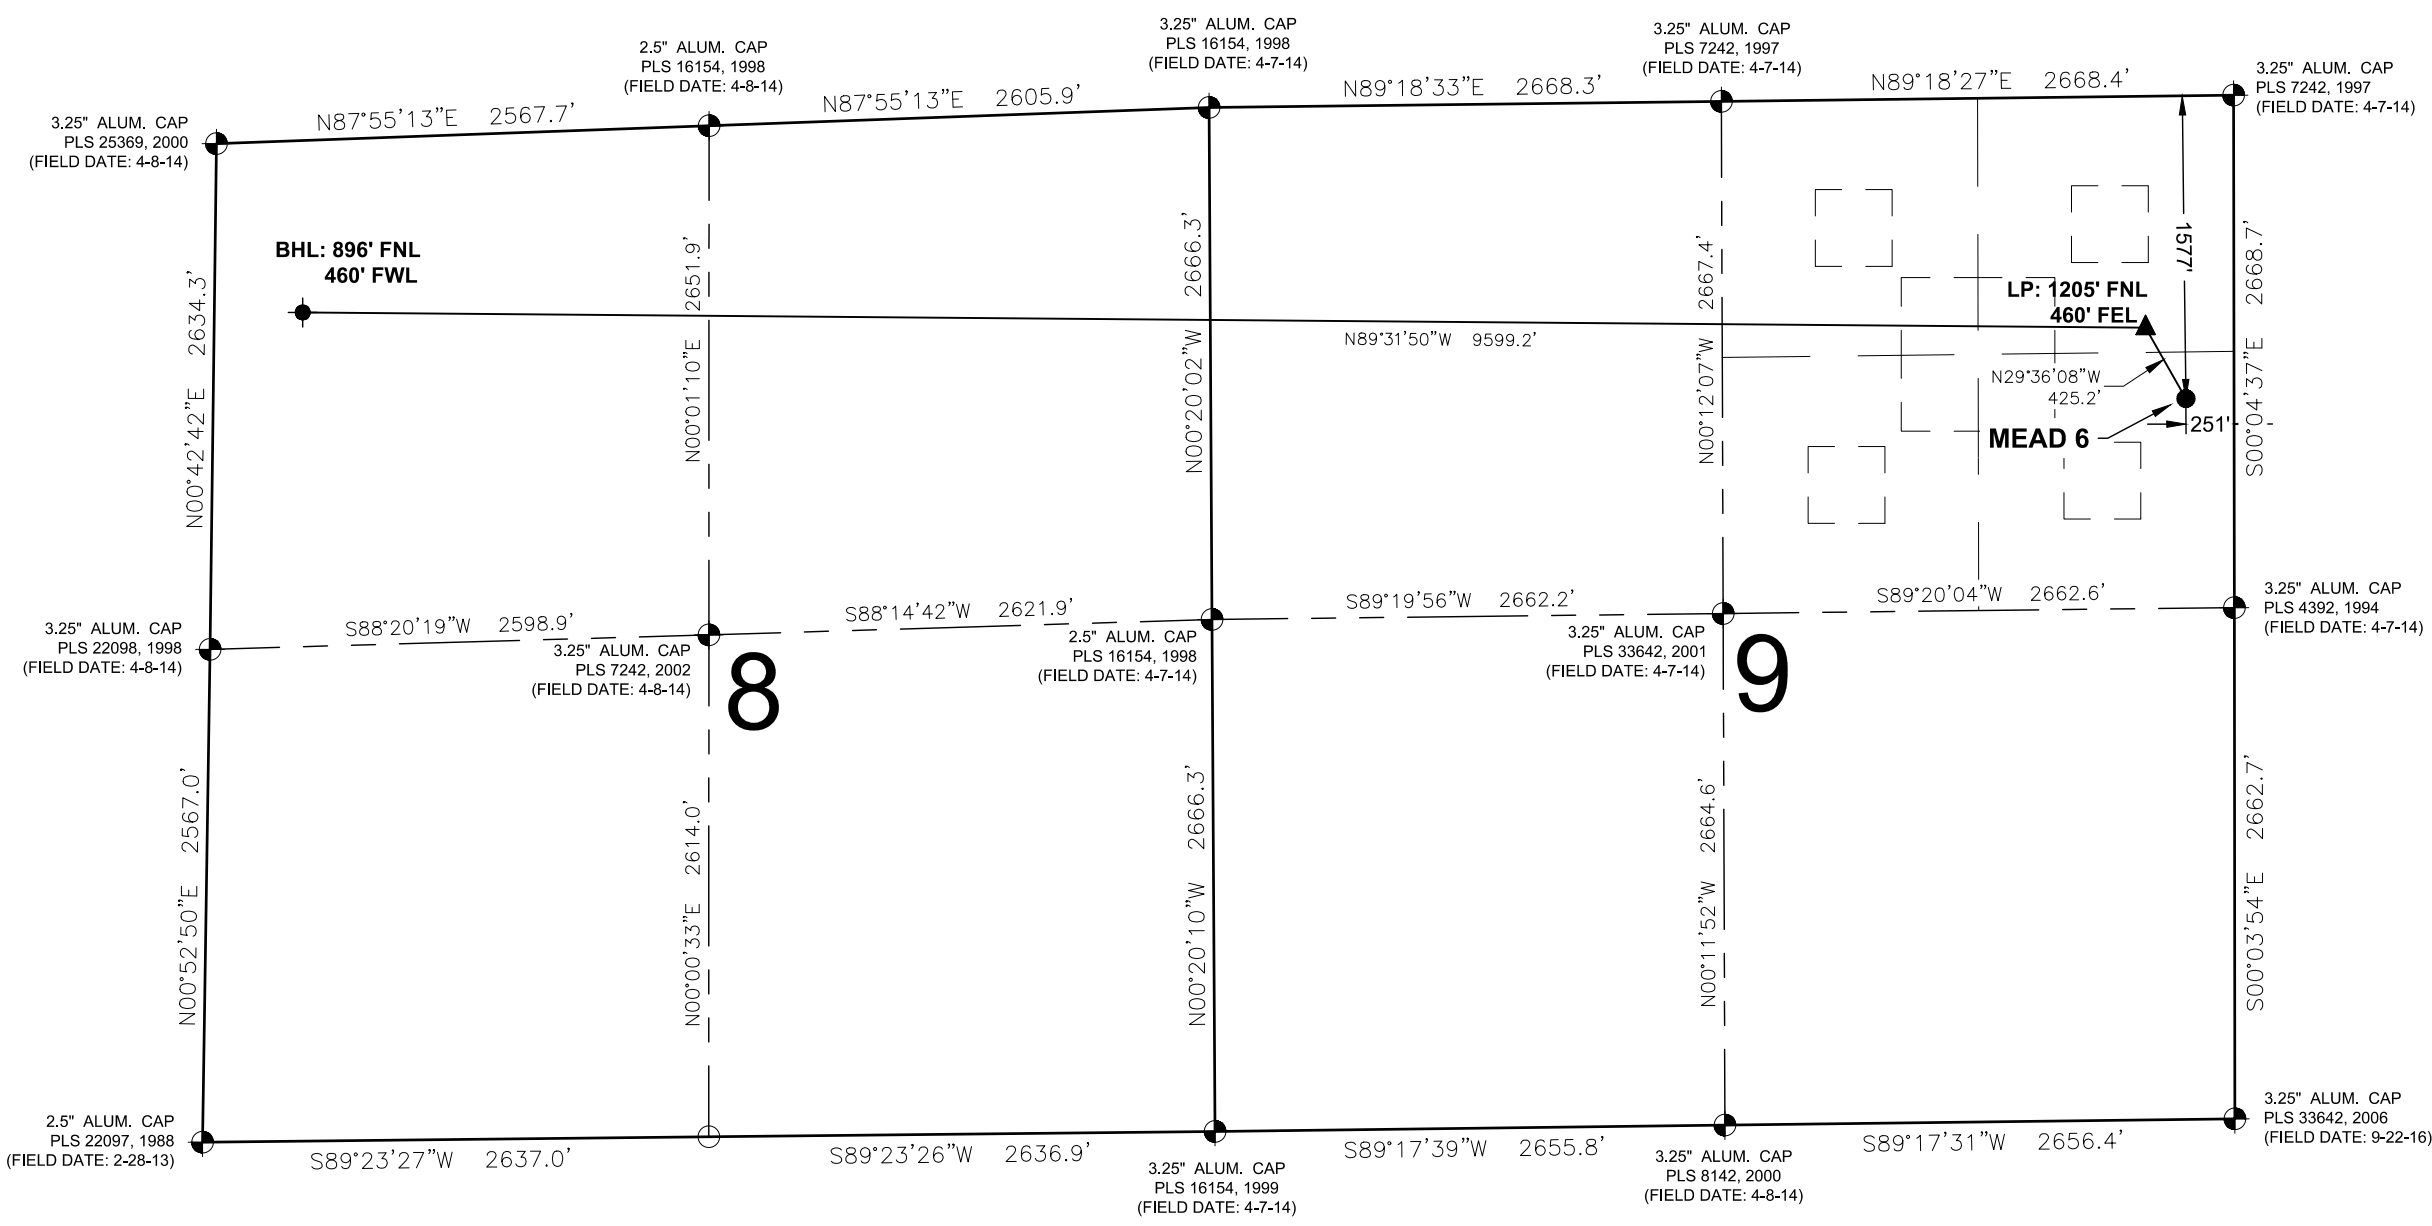 3.25" ALUM. CAP
PLS 25369, 2000
(FIELD DATE: 4-8-14)
N87°55'13"E 2567.7'
2.5" ALUM. CAP
PLS 16154, 1998
(FIELD DATE: 4-8-14)
N87°55'13"E 2605.9'
3.25" ALUM. CAP
PLS 16154, 1998
(FIELD DATE: 4-7-14)
N89°18'33"E 2668.3'
3.25" ALUM. CAP
PLS 7242, 1997
(FIELD DATE: 4-7-14)
N89°18'27"E 2668.4'
3.25" ALUM. CAP
PLS 7242, 1997
(FIELD DATE: 4-7-14)
BHL: 896' FNL
460' FWL
N00°42'42"E 2634.3'
N00°01'10"E 2651.9'
N00°20'02"W 2666.3'
N00°12'07"W 2667.4'
1577'
S00°04'37"E 2668.7'
LP: 1205' FNL
460' FEL
N89°31'50"W 9599.2'
N29°36'08"W
425.2'
251'
MEAD 6
3.25" ALUM. CAP
PLS 22098, 1998
(FIELD DATE: 4-8-14)
S88°20'19"W 2598.9'
3.25" ALUM. CAP
PLS 7242, 2002
(FIELD DATE: 4-8-14)
8
S88°14'42"W 2621.9'
2.5" ALUM. CAP
PLS 16154, 1998
(FIELD DATE: 4-7-14)
S89°19'56"W 2662.2'
3.25" ALUM. CAP
PLS 33642, 2001
(FIELD DATE: 4-7-14)
9
S89°20'04"W 2662.6'
3.25" ALUM. CAP
PLS 4392, 1994
(FIELD DATE: 4-7-14)
N00°52'50"E 2567.0'
N00°00'33"E 2614.0'
N00°20'10"W 2666.3'
N00°11'52"W 2664.6'
S00°03'54"E 2662.7'
2.5" ALUM. CAP
PLS 22097, 1988
(FIELD DATE: 2-28-13)
S89°23'27"W 2637.0'
S89°23'26"W 2636.9'
3.25" ALUM. CAP
PLS 16154, 1999
(FIELD DATE: 4-7-14)
S89°17'39"W 2655.8'
3.25" ALUM. CAP
PLS 8142, 2000
(FIELD DATE: 4-8-14)
S89°17'31"W 2656.4'
3.25" ALUM. CAP
PLS 33642, 2006
(FIELD DATE: 9-22-16)